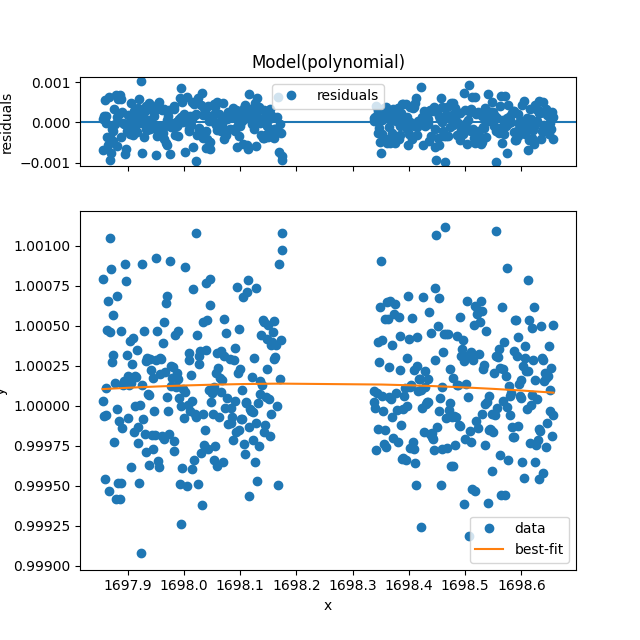 Model(polynomial)
residuals
0.001
0.000
−0.001
residuals
y
1.00100
1.00075
1.00050
1.00025
1.00000
0.99975
0.99950
0.99925
0.99900
data
best-fit
1697.9 1698.0 1698.1 1698.2 1698.3 1698.4 1698.5 1698.6
x